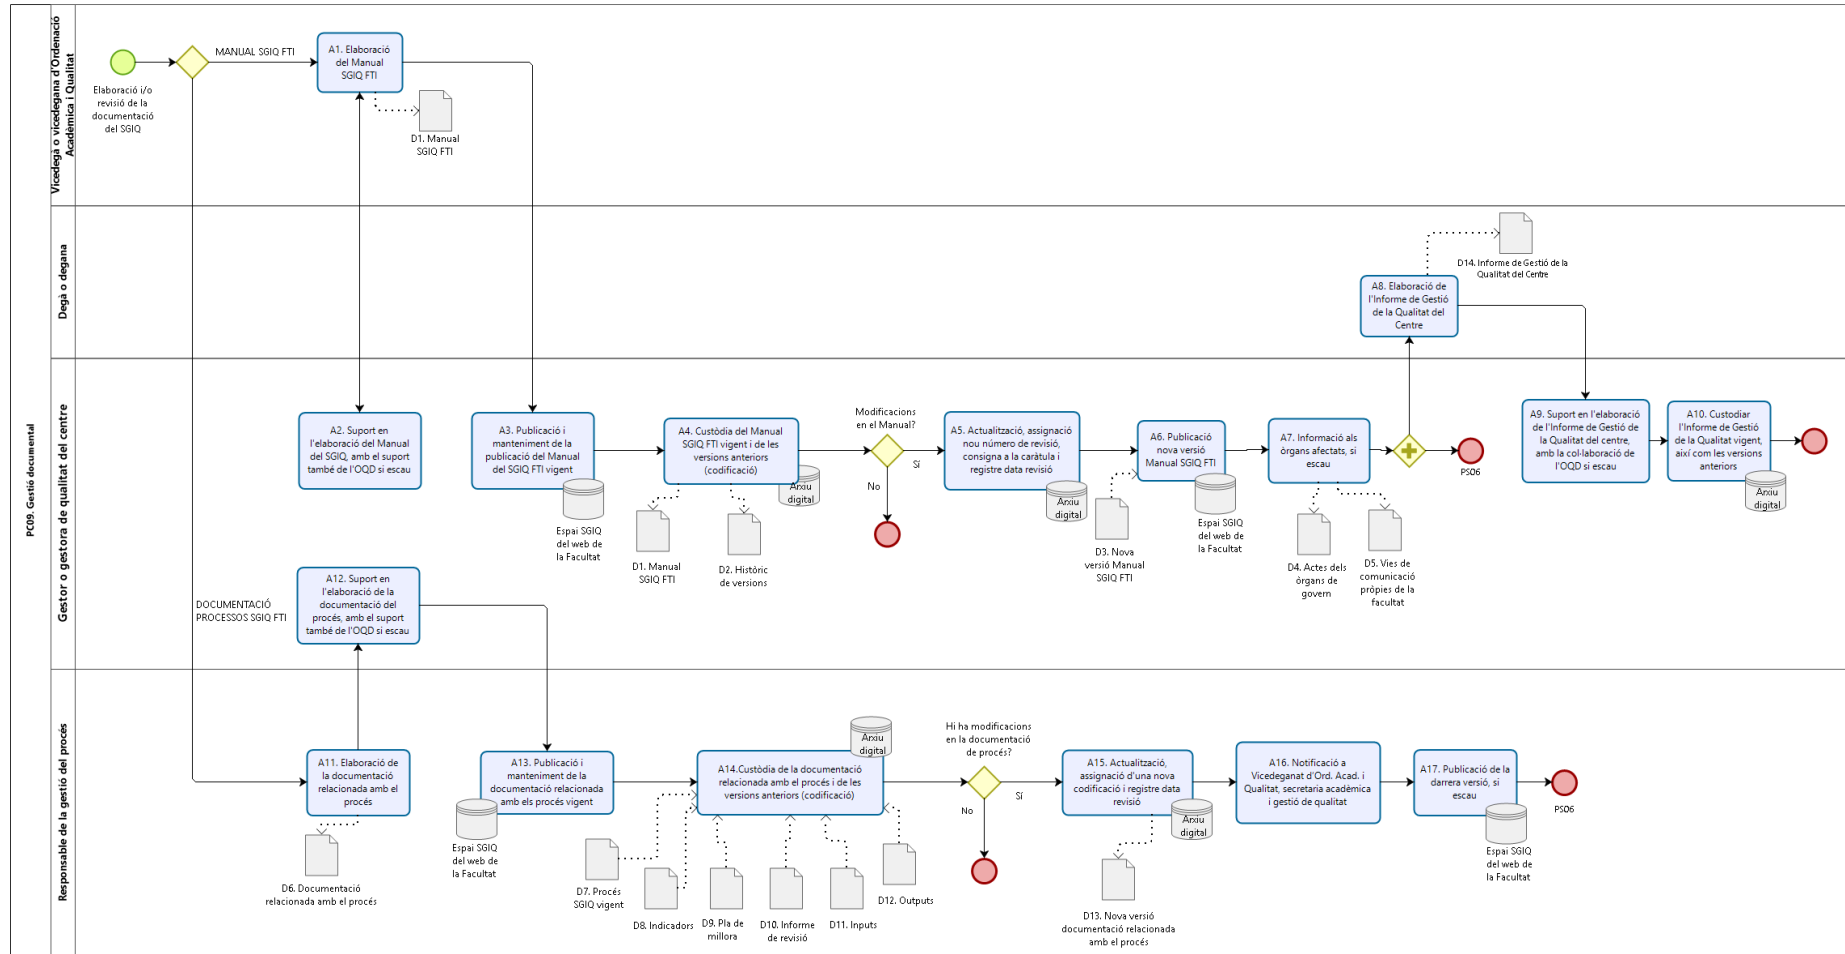 PC09. Gestió documental
Vicedegà o vicedegana d'Ordenació
Acadèmica i Qualitat
Elaboració i/o
revisió de la
documentació
del SGIQ
MANUAL SGIQ FTI
A1. Elaboració
del Manual
SGIQ FTI
D1. Manual
SGIQ FTI
Degà o degana
D14. Informe de Gestió de la
Qualitat del Centre
A8. Elaboració de
l'Informe de Gestió
de la Qualitat del
Centre
Gestor o gestora de qualitat del centre
A2. Suport en
l'elaboració del Manual
del SGIQ, amb el suport
també de l'OQD si escau
A3. Publicació i
manteniment de la
publicació del Manual
del SGIQ FTI vigent
Espai SGIQ
del web de
la Facultat
A4. Custòdia del Manual
SGIQ FTI vigent i de les
versions anteriors
(codificació)
Arxiu
digital
D1. Manual
SGIQ FTI
D2. Històric
de versions
Modificacions
en el Manual?
Sí
No
A5. Actualització, assignació
nou número de revisió,
consigna a la caràtula i
registre data revisió
Arxiu
digital
D3. Nova
versió Manual
SGIQ FTI
A6. Publicació
nova versió
Manual SGIQ FTI
Espai SGIQ
del web de
la Facultat
A7. Informació als
òrgans afectats, si
escau
D4. Actes dels
òrgans de
govern
D5. Vies de
comunicació
pròpies de la
facultat
PS06
A9. Suport en l'elaboració
de l'Informe de Gestió de
la Qualitat del centre,
amb la col·laboració de
l'OQD si escau
A10. Custodiar
l'Informe de Gestió
de la Qualitat vigent,
així com les versions
anteriors
Arxiu
digital
DOCUMENTACIÓ
PROCESSOS SGIQ FTI
A12. Suport en
l'elaboració de la
documentació del
procés, amb el suport
també de l'OQD si escau
Responsable de la gestió del procés
A11. Elaboració de
la documentació
relacionada amb el
procés
D6. Documentació
relacionada amb el procés
A13. Publicació i
manteniment de la
documentació relacionada
amb els procés vigent
Espai SGIQ
del web de
la Facultat
A14.Custòdia de la documentació
relacionada amb el procés i de les
versions anteriors (codificació)
Arxiu
digital
D7. Procés
SGIQ vigent
D8. Indicadors
D9. Pla de
millora
D10. Informe
de revisió
D11. Inputs
D12. Outputs
Hi ha modificacions
en la documentació
de procés?
Sí
No
A15. Actualització,
assignació d'una nova
codificació i registre data
revisió
Arxiu
digital
D13. Nova versió
documentació relacionada
amb el procés
A16. Notificació a
Vicedeganat d'Ord. Acad. i
Qualitat, secretaria acadèmica
i gestió de qualitat
A17. Publicació de la
darrera versió, si
escau
Espai SGIQ
del web de
la Facultat
PS06